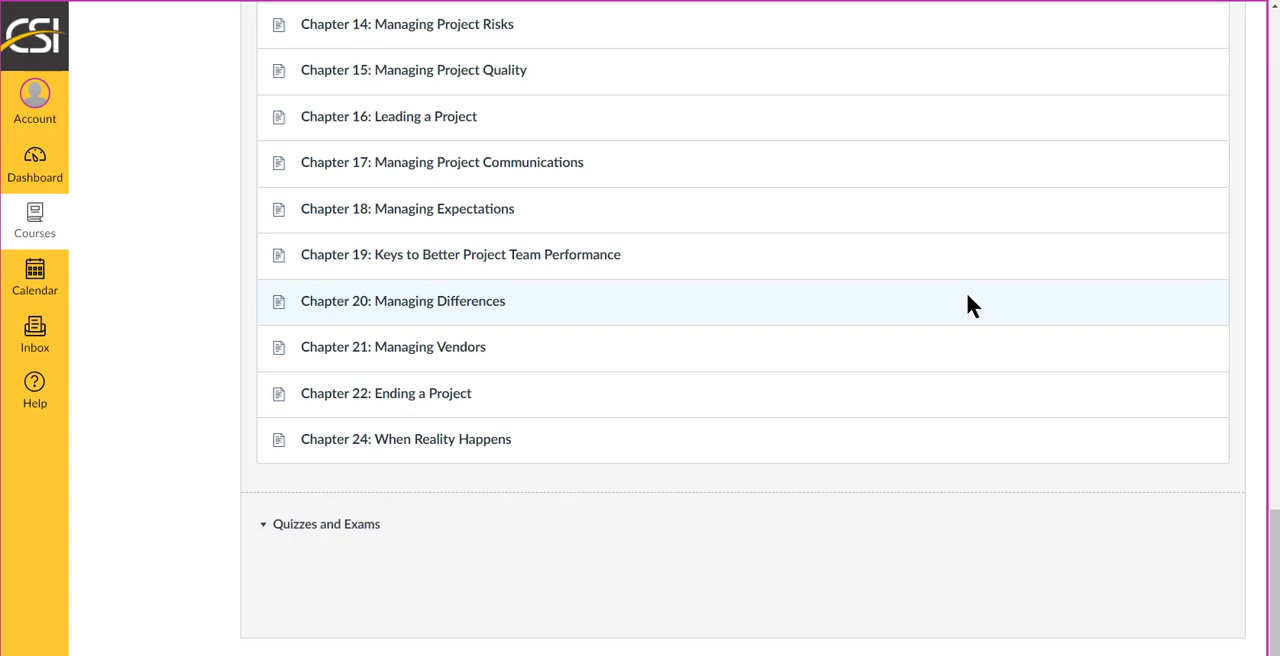 CSI
Account
Dashboard
Courses
Calendar
Inbox
Help
Chapter 14: Managing Project Risks
Chapter 15: Managing Project Quality
Chapter 16: Leading a Project
Chapter 17: Managing Project Communications
Chapter 18: Managing Expectations
Chapter 19: Keys to Better Project Team Performance
Chapter 20: Managing Differences
Chapter 21: Managing Vendors
Chapter 22: Ending a Project
Chapter 24: When Reality Happens
Quizzes and Exams